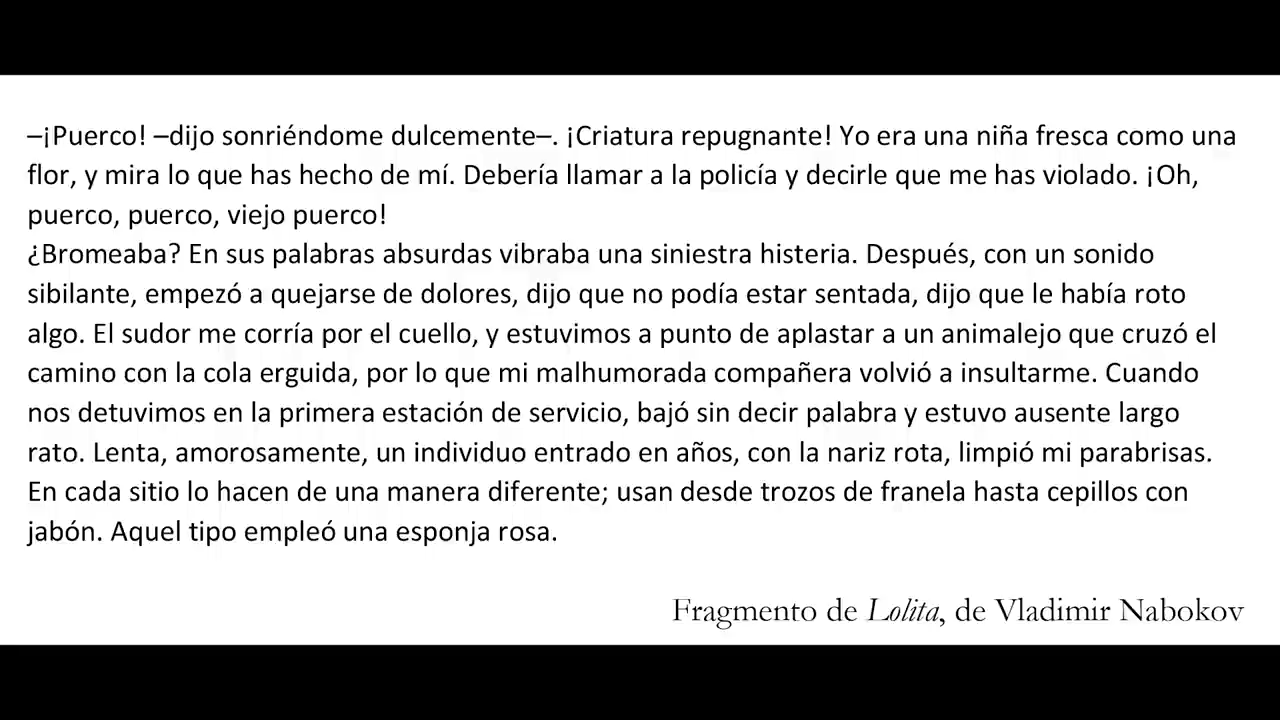 –¡Puerco! –dijo sonriéndome dulcemente–. ¡Criatura repugnante! Yo era una niña fresca como una
flor, y mira lo que has hecho de mí. Debería llamar a la policía y decirle que me has violado. ¡Oh,
puerco, puerco, viejo puerco!
¿Bromeaba? En sus palabras absurdas vibraba una siniestra histeria. Después, con un sonido
sibilante, empezó a quejarse de dolores, dijo que no podía estar sentada, dijo que le había roto
algo. El sudor me corría por el cuello, y estuvimos a punto de aplastar a un animalejo que cruzó el
camino con la cola erguida, por lo que mi malhumorada compañera volvió a insultarme. Cuando
nos detuvimos en la primera estación de servicio, bajó sin decir palabra y estuvo ausente largo
rato. Lenta, amorosamente, un individuo entrado en años, con la nariz rota, limpió mi parabrisas.
En cada sitio lo hacen de una manera diferente; usan desde trozos de franela hasta cepillos con
jabón. Aquel tipo empleó una esponja rosa.
Fragmento de Lolita, de Vladimir Nabokov